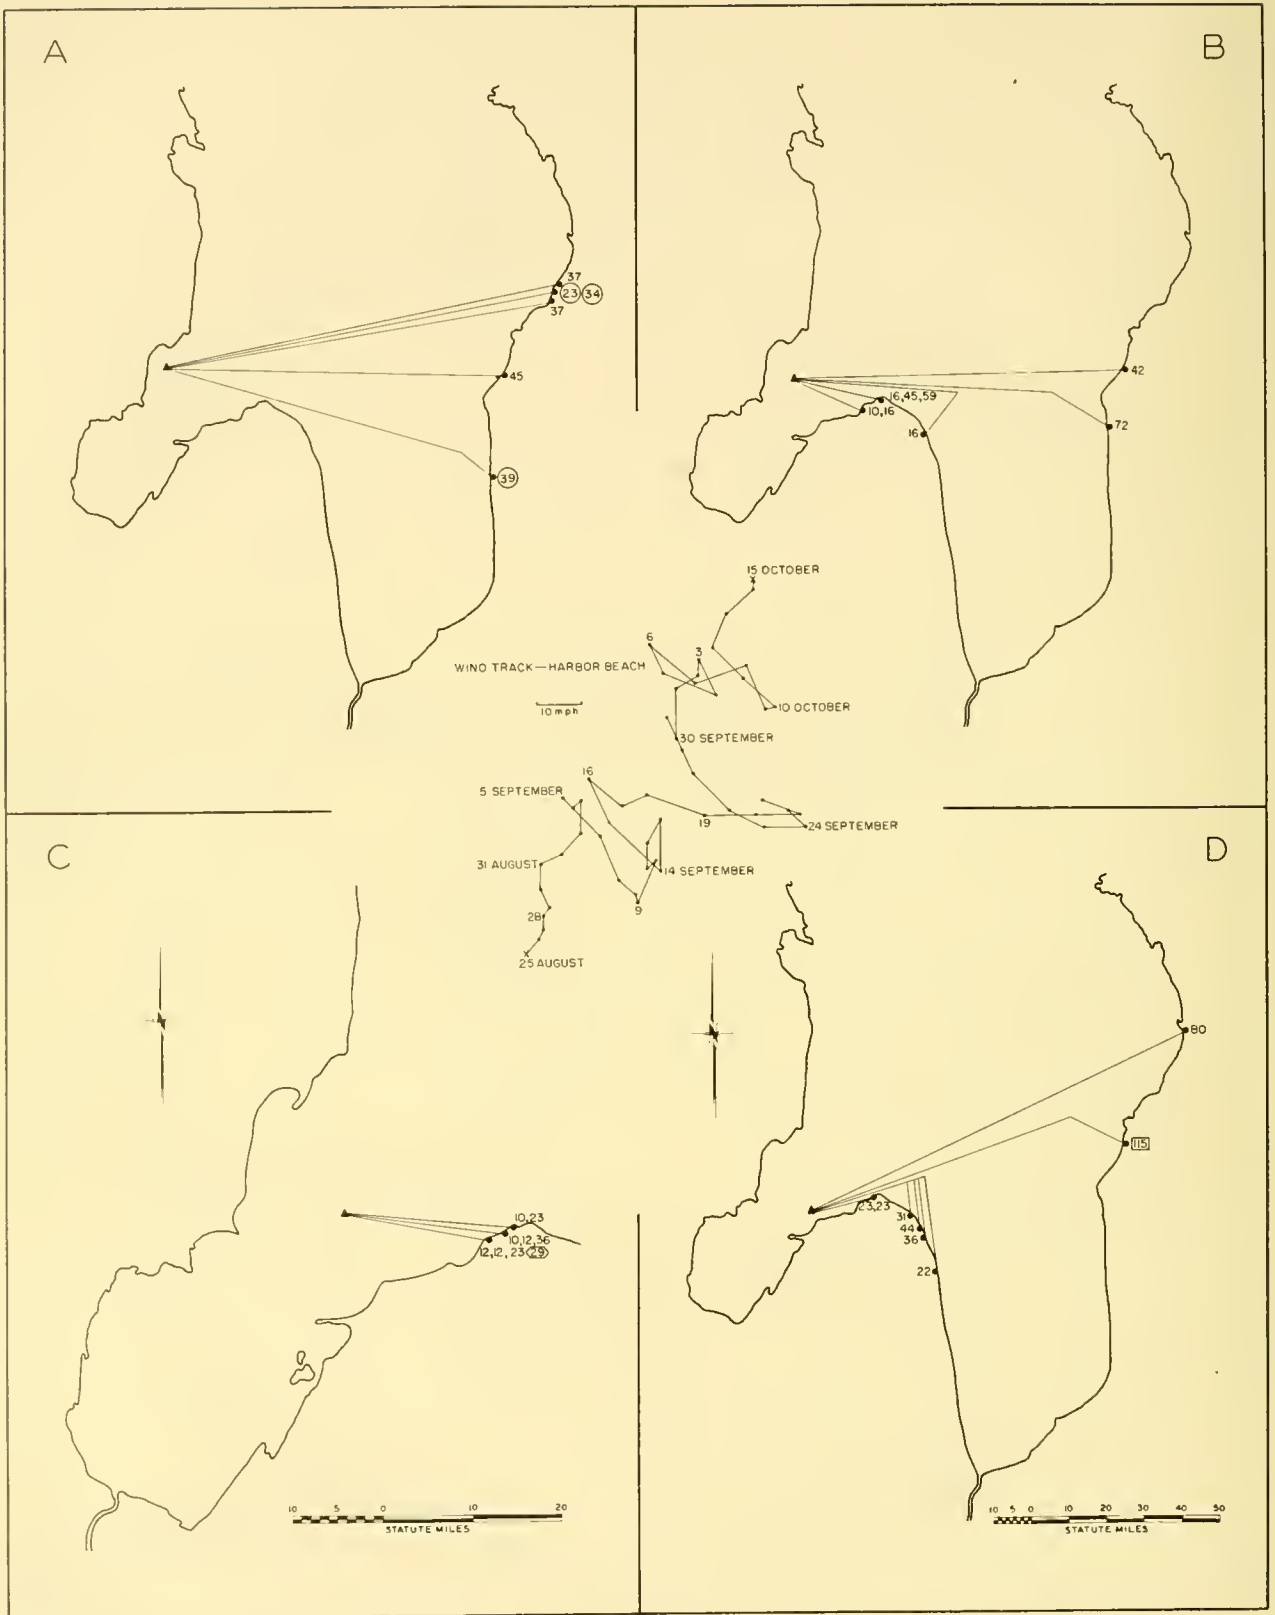 A
B
37
23 34
37
45
39
42
16,45,59
10,16
16
72
15 OCTOBER
6
3
WIND TRACK—HARBOR BEACH
10 mph
10 OCTOBER
30 SEPTEMBER
16
5 SEPTEMBER
19
24 SEPTEMBER
31 AUGUST
14 SEPTEMBER
28
9
25 AUGUST
C
D
10,23
10,12,36
12,12,23 29
80
115
23,23
31
44
36
22
10 5 0 10 20
STATUTE MILES
10 5 0 10 20 30 40 50
STATUTE MILES